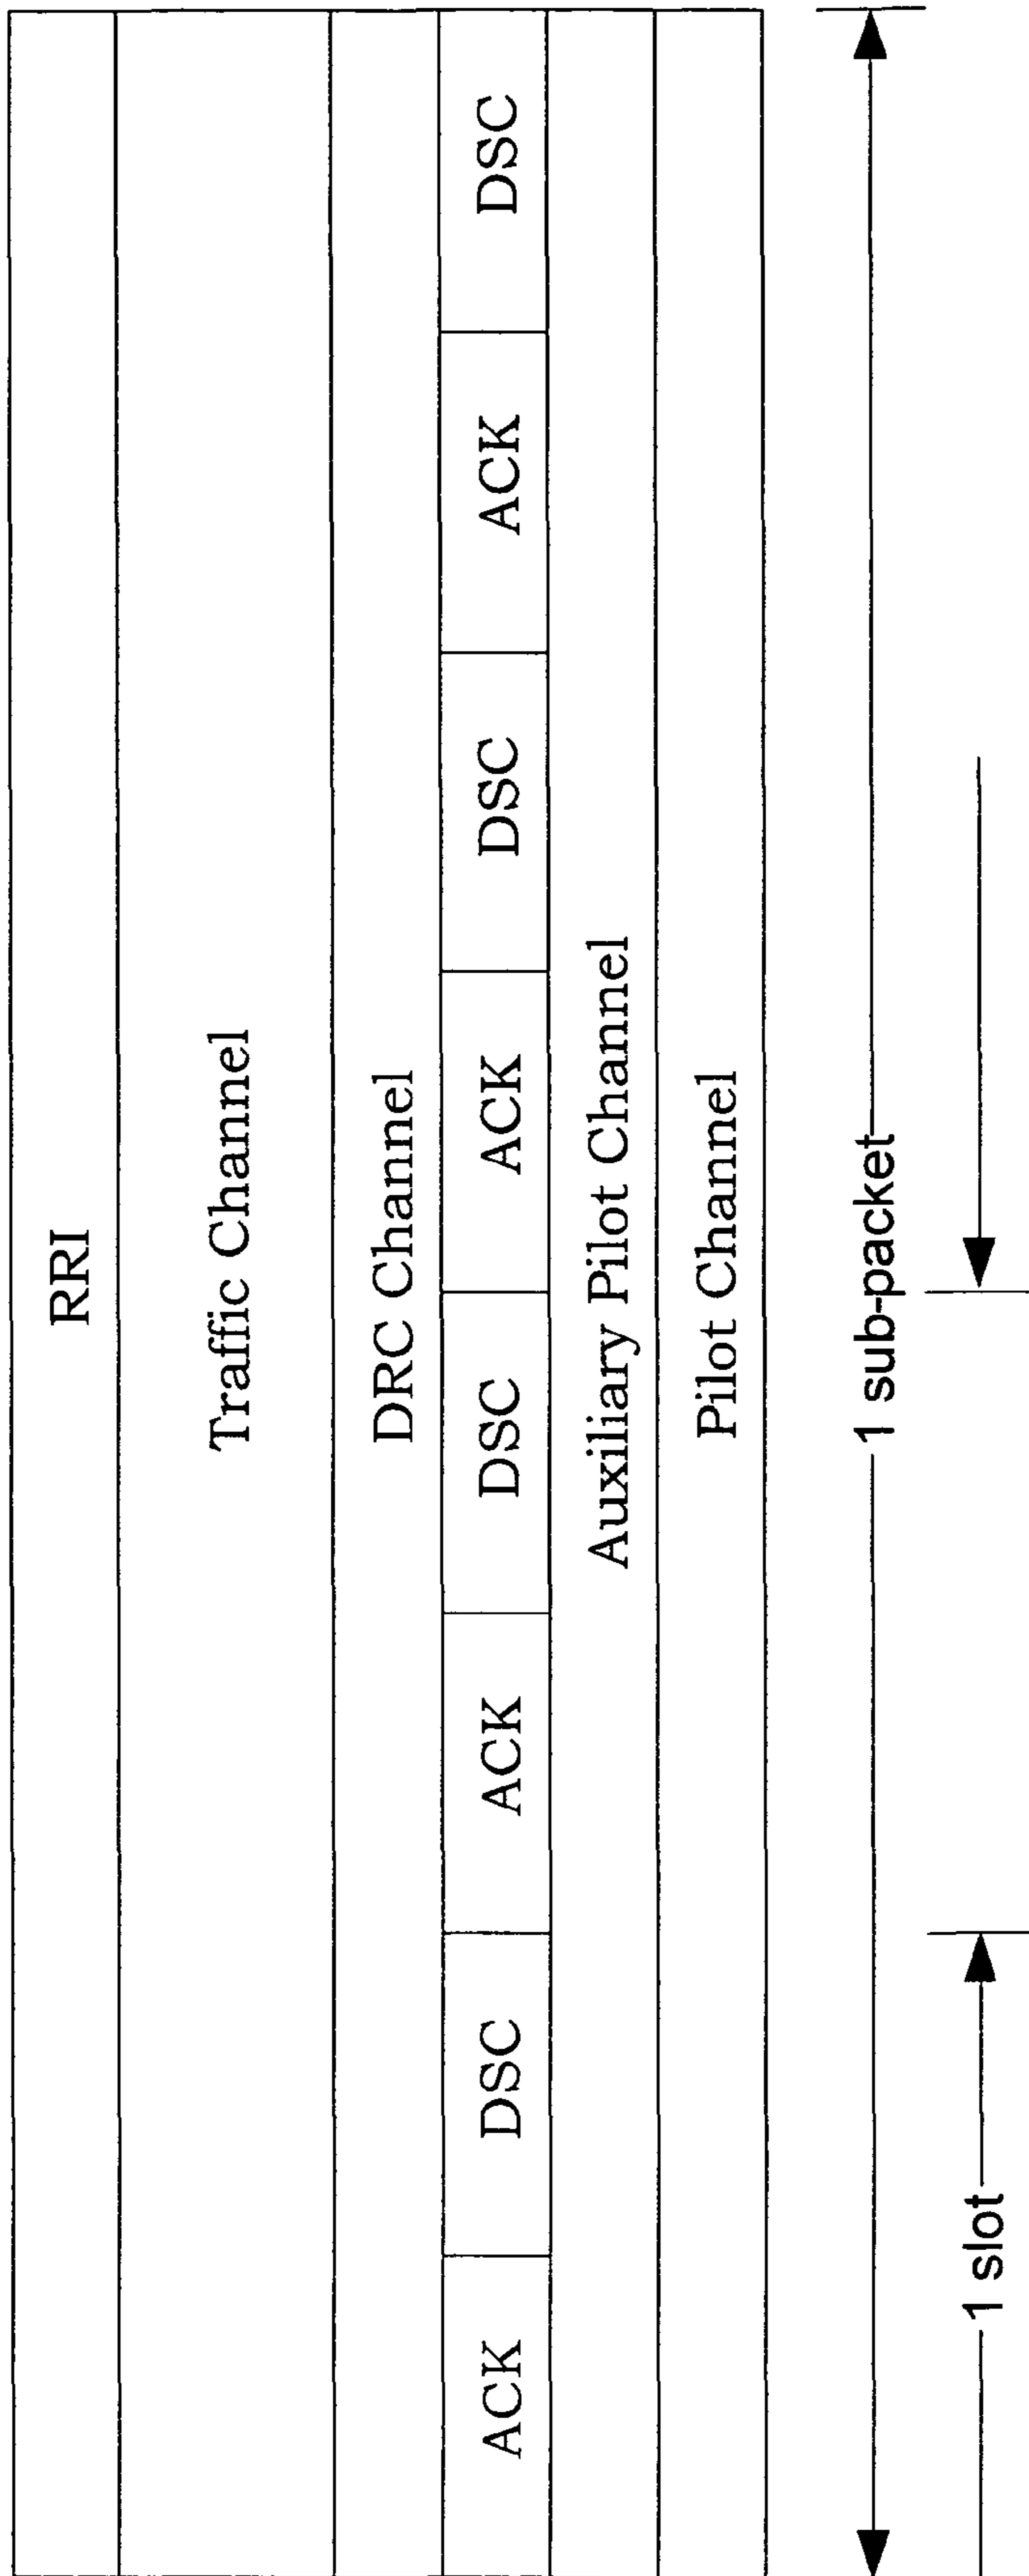 RRI
Traffic Channel
DRC Channel
ACK DSC ACK DSC ACK DSC ACK DSC
Auxiliary Pilot Channel
Pilot Channel
1 sub-packet
1 slot